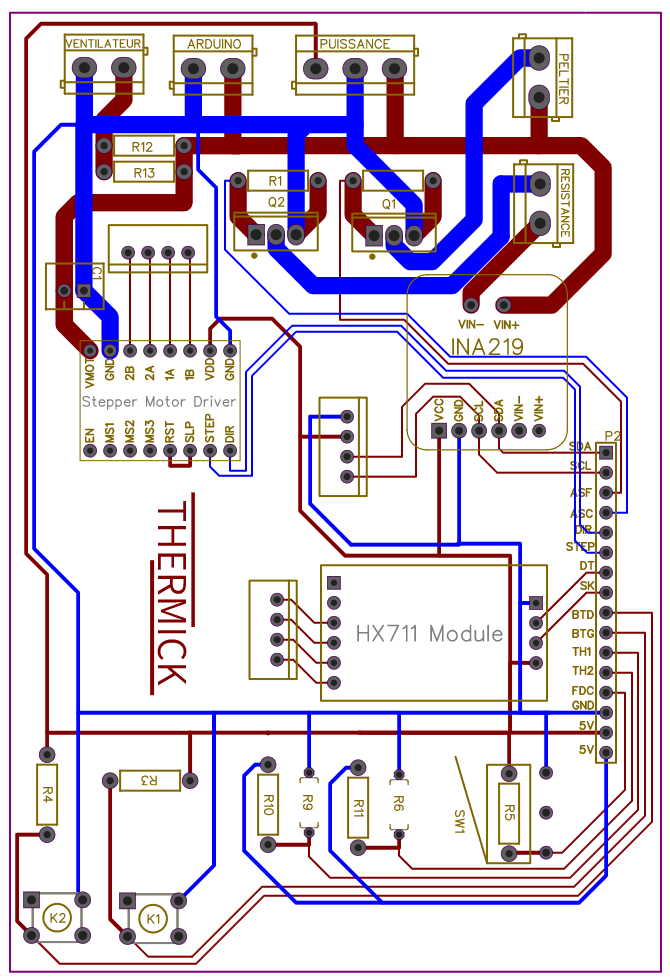 VENTILATEUR
ARDUINO
PUISSANCE
PELTIER
R12
R13
R1
Q2
Q1
RESISTANCE
C1
VIN- VIN+
INA219
VMOT GND 2B 2A 1A 1B VDD GND
Stepper Motor Driver
EN MS1 MS2 MS3 RST SLP STEP DIR
VCC GND SCL SDA VIN- VIN+
P2
SDA
SCL
ASF
ASC
DIR
STEP
DT
SK
BTD
BTG
TH1
TH2
FDC
GND
5V
5V
THERMICK
HX711 Module
R4
R3
R10
R9
R11
R6
SW1
R5
K2
K1